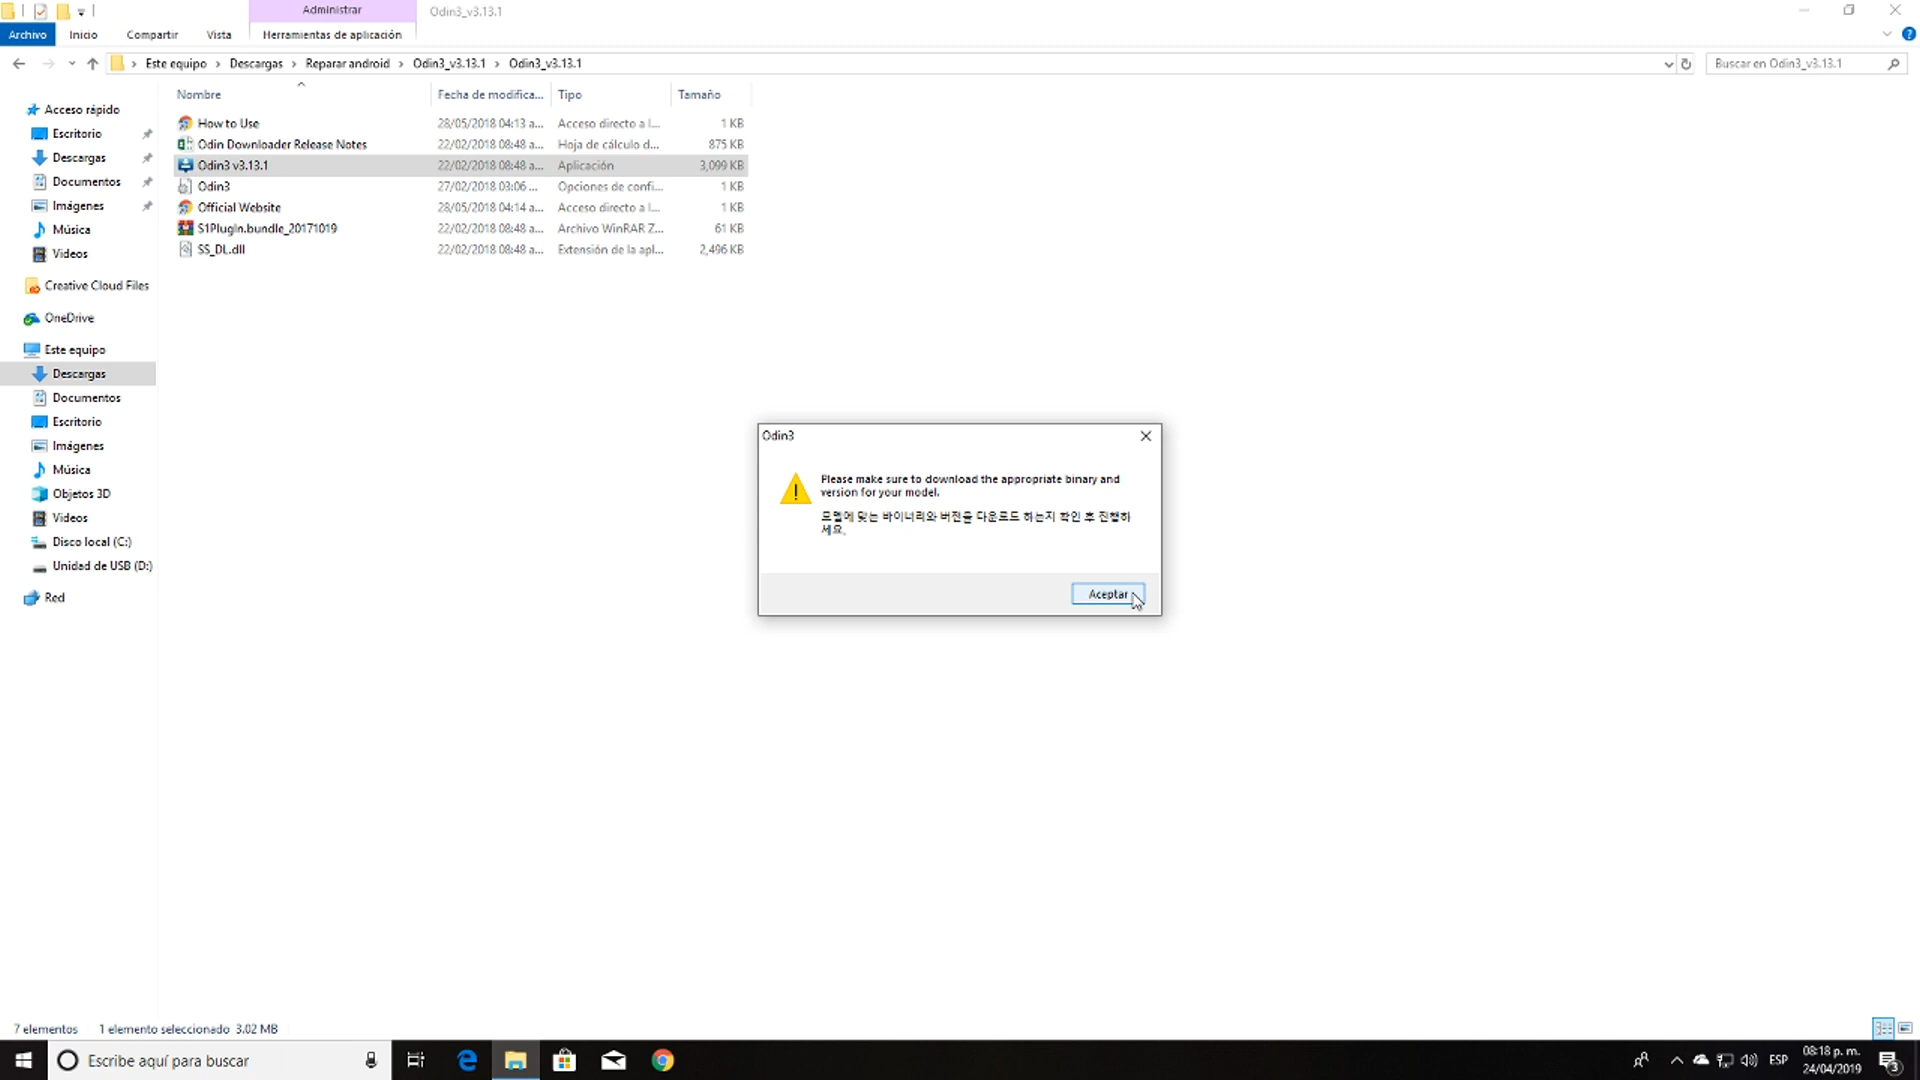 Administrar
Odin3_v3.13.1
Archivo
Inicio
Compartir
Vista
Herramientas de aplicación
Este equipo > Descargas > Reparar android > Odin3_v3.13.1 > Odin3_v3.13.1
Buscar en Odin3_v3.13.1
Nombre
Fecha de modifica...
Tipo
Tamaño
How to Use 28/05/2018 04:13 a... Acceso directo a I... 1 KB
Odin Downloader Release Notes 22/02/2018 08:48 a... Hoja de cálculo d... 875 KB
Odin3 v3.13.1 22/02/2018 08:48 a... Aplicación 3,099 KB
Odin3 27/02/2018 03:06 ... Opciones de confi... 1 KB
Official Website 28/05/2018 04:14 a... Acceso directo a I... 1 KB
S1PlugIn.bundle_20171019 22/02/2018 08:48 a... Archivo WinRAR Z... 61 KB
SS_DL.dll 22/02/2018 08:48 a... Extensión de la apl... 2,496 KB
Acceso rápido
Escritorio
Descargas
Documentos
Imágenes
Música
Videos
Creative Cloud Files
OneDrive
Este equipo
Descargas
Documentos
Escritorio
Imágenes
Música
Objetos 3D
Videos
Disco local (C:)
Unidad de USB (D:)
Red
Odin3
Please make sure to download the appropriate binary and
version for your model.
모델에 맞는 바이너리와 버전을 다운로드 하는지 확인 후 진행하
세요.
Aceptar
7 elementos
1 elemento seleccionado 3.02 MB
Escribe aquí para buscar
ESP
08:18 p. m.
24/04/2019
3